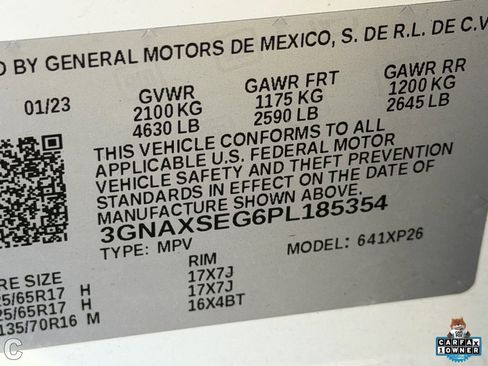 D BY GENERAL MOTORS DE MEXICO, S. DE R.L. DE C.V
01/23 GVWR GAWR FRT GAWR RR
2100 KG 1175 KG 1200 KG
4630 LB 2590 LB 2645 LB
THIS VEHICLE CONFORMS TO ALL
APPLICABLE U.S. FEDERAL MOTOR
VEHICLE SAFETY AND THEFT PREVENTION
STANDARDS IN EFFECT ON THE DATE OF
MANUFACTURE SHOWN ABOVE.
3GNAXSEG6PL185354
TYPE: MPV MODEL: 641XP26
RE RIM
25/65R17 H 17X7J
25/65R17 H 17X7J
135/70R16 M 16X4BT
C
CARFAX
1 OWNER